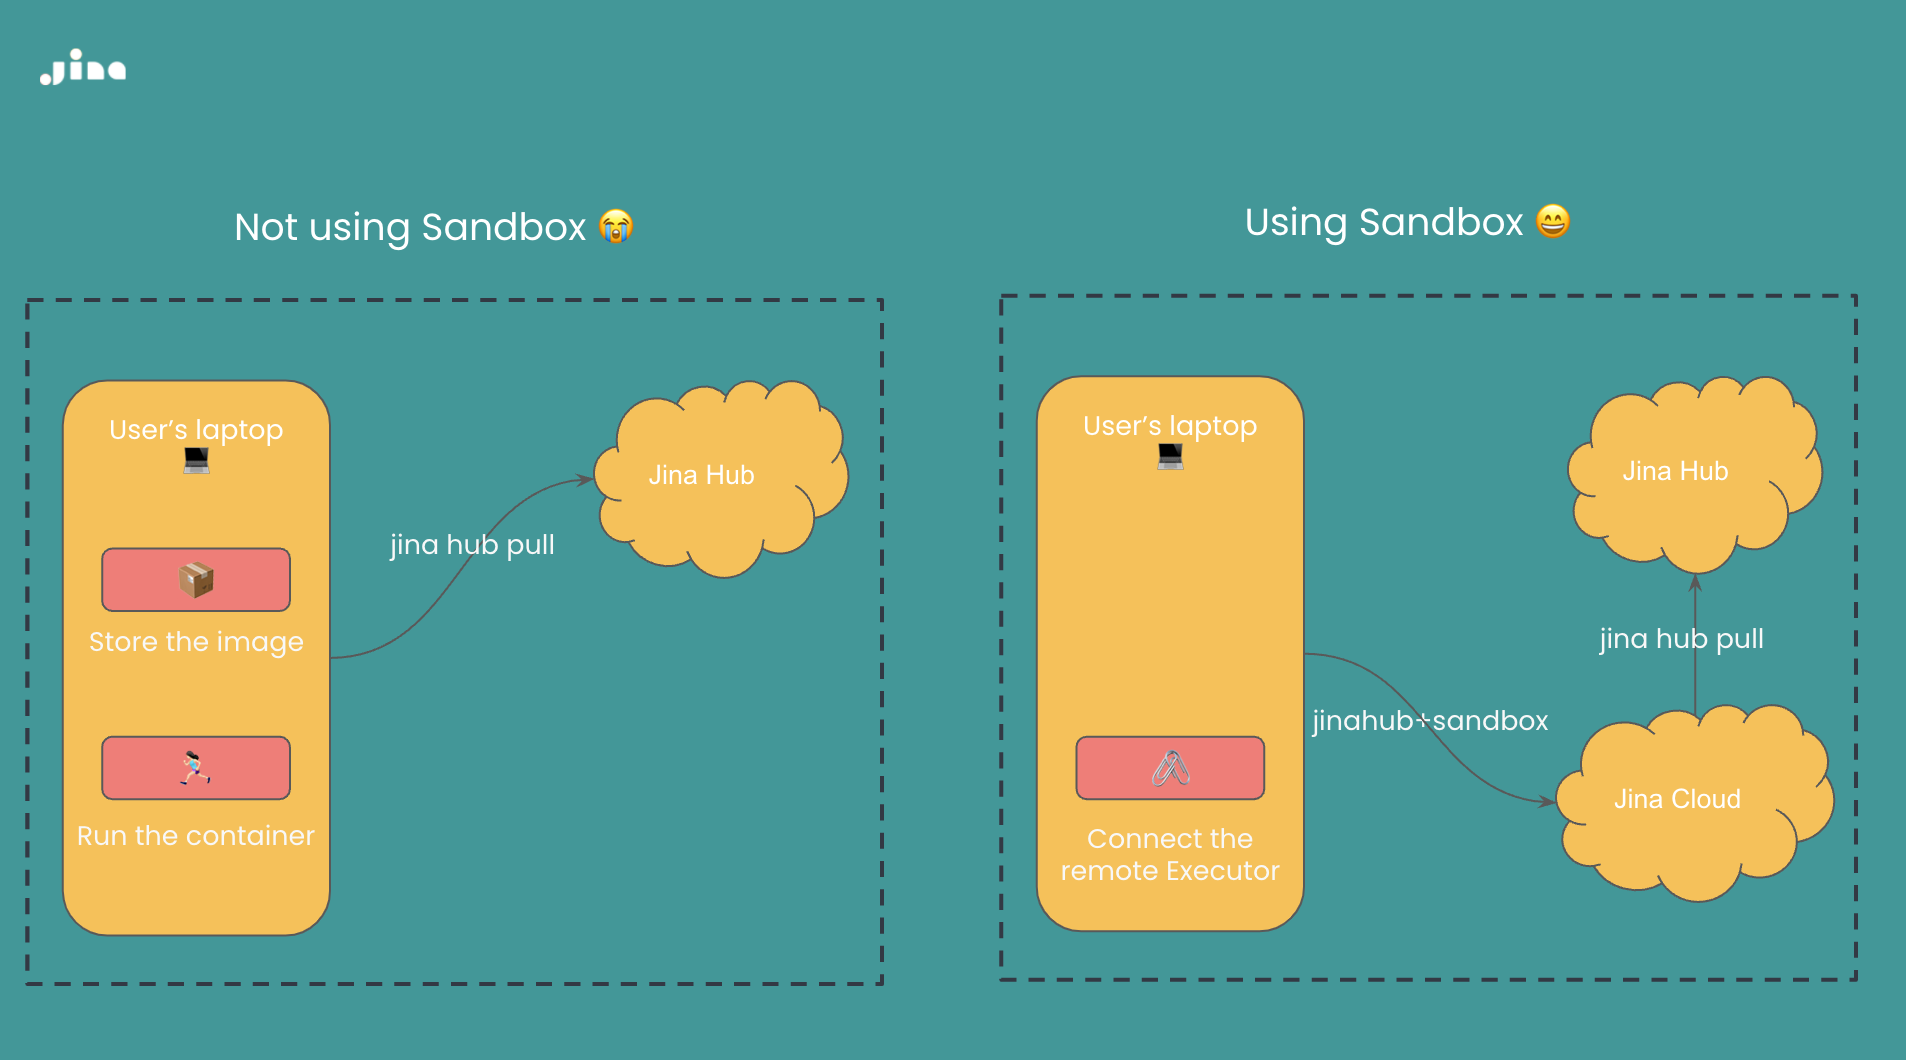 Jina
Not using Sandbox 😭
User’s laptop
💻
📦
Store the image
🏃🏻‍♀️
Run the container
jina hub pull
Jina Hub
Using Sandbox 😄
User’s laptop
💻
🖇️
Connect the
remote Executor
jinahub+sandbox
Jina Hub
jina hub pull
Jina Cloud